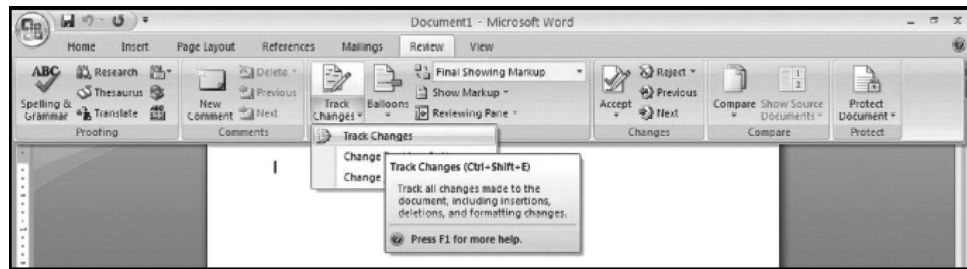 Document1 - Microsoft Word
Home Insert Page Layout References Mailings Review View
ABC Research Delete Final Showing Markup Reject
Thesaurus Previous Show Markup Previous
Spelling & Grammar Translate New Comment Next Track Changes Balloons Reviewing Pane Accept Next Compare Show Source Documents Protect Document
Proofing Comments Changes Compare Protect
Track Changes
Change
Change
Track Changes (Ctrl+Shift+E)
Track all changes made to the
document, including insertions,
deletions, and formatting changes.
Press F1 for more help.